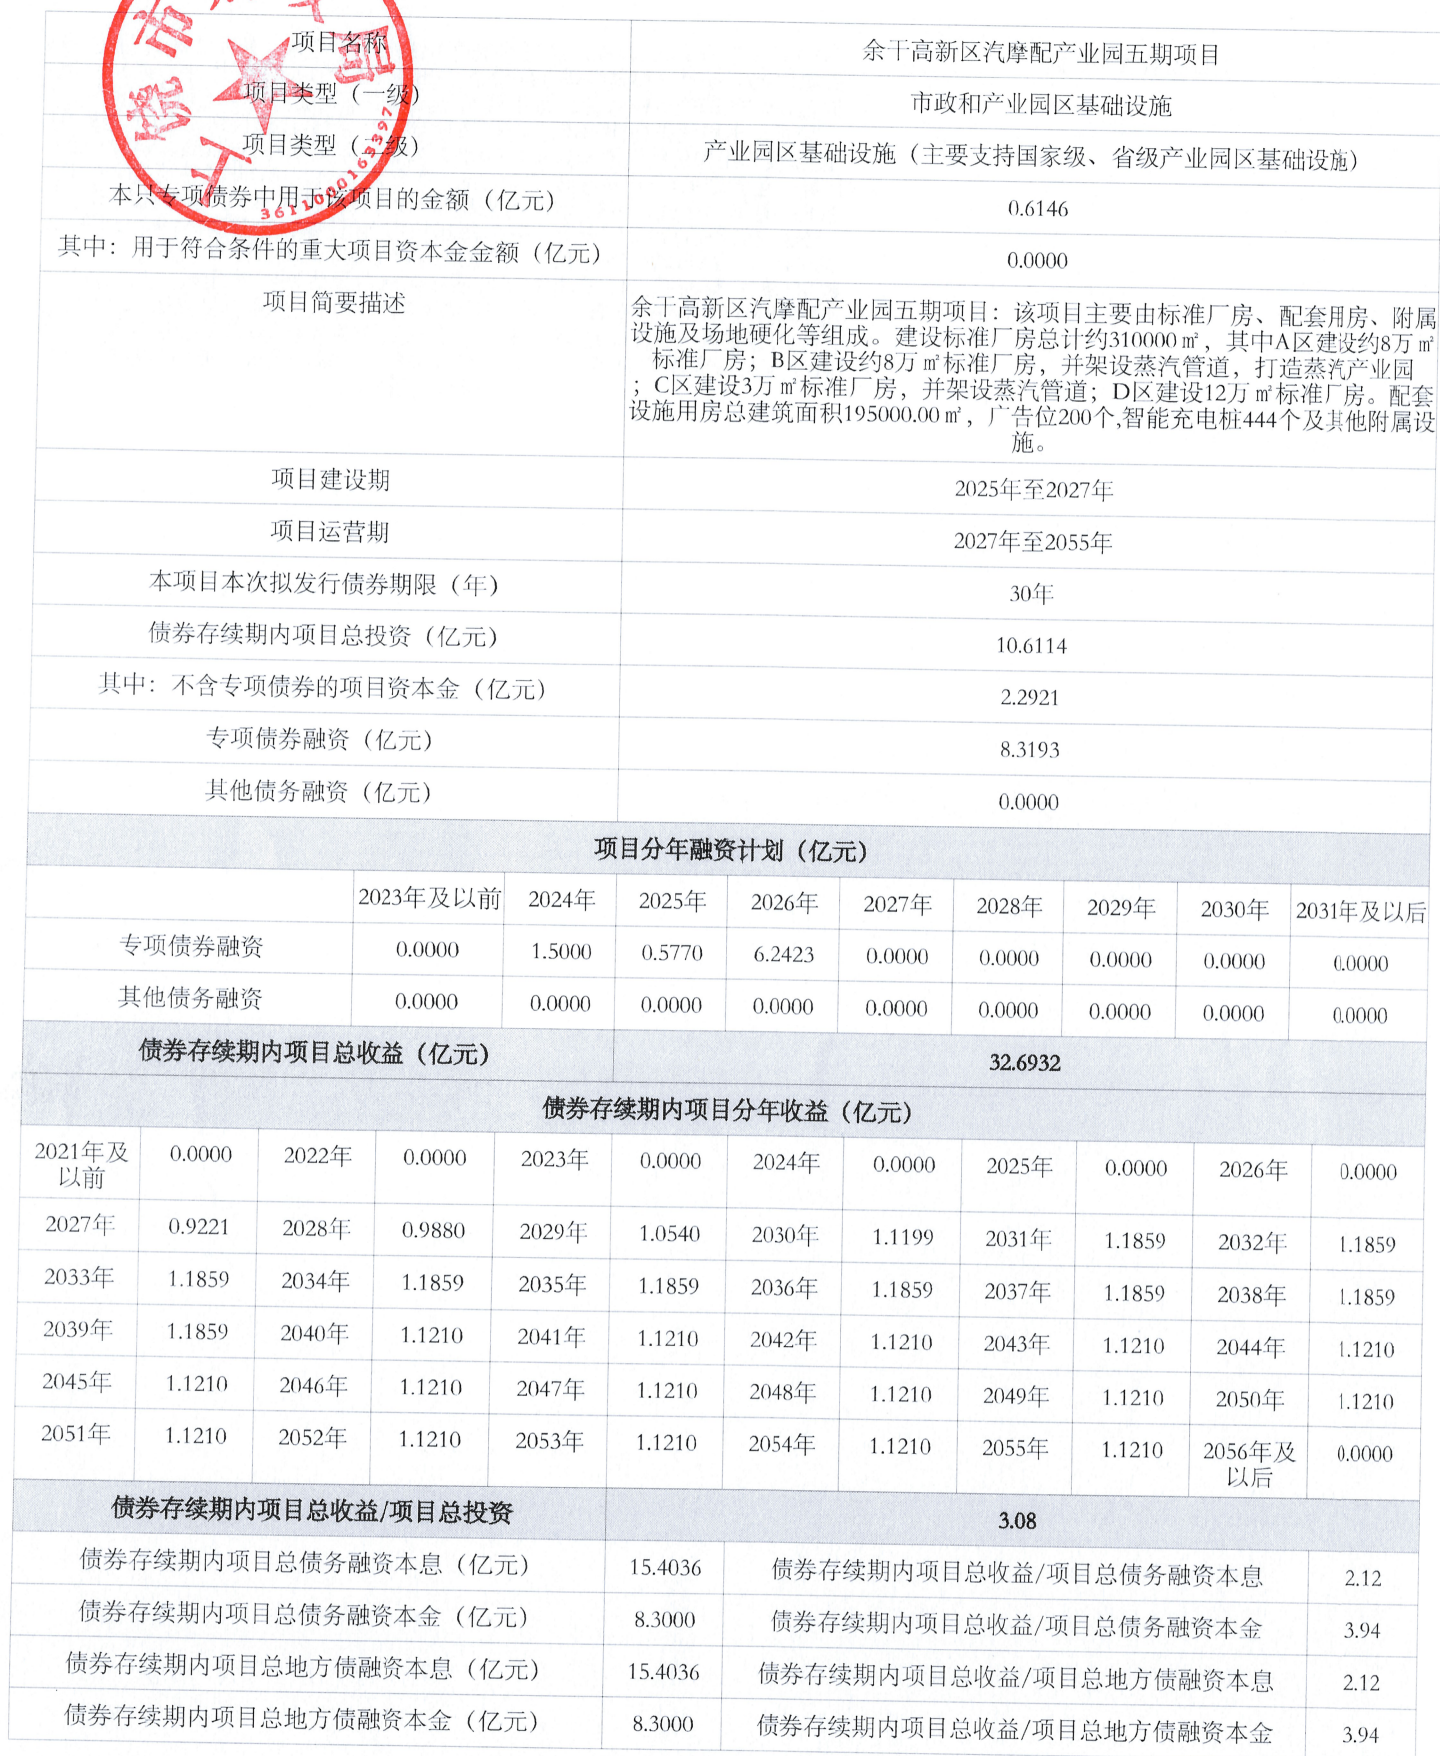 项目名称 余干高新区汽摩配产业园五期项目
项目类型（一级） 市政和产业园区基础设施
项目类型（二级） 产业园区基础设施（主要支持国家级、省级产业园区基础设施）
本只专项债券中用于该项目的金额（亿元） 0.6146
其中：用于符合条件的重大项目资本金金额（亿元） 0.0000
项目简要描述
余干高新区汽摩配产业园五期项目：该项目主要由标准厂房、配套用房、附属
设施及场地硬化等组成。建设标准厂房总计约310000㎡，其中A区建设约8万㎡
标准厂房；B区建设约8万㎡标准厂房，并架设蒸汽管道，打造蒸汽产业园
；C区建设3万㎡标准厂房，并架设蒸汽管道；D区建设12万㎡标准厂房。配套
设施用房总建筑面积195000.00㎡，广告位200个,智能充电桩444个及其他附属设
施。
项目建设期 2025年至2027年
项目运营期 2027年至2055年
本项目本次拟发行债券期限（年） 30年
债券存续期内项目总投资（亿元） 10.6114
其中：不含专项债券的项目资本金（亿元） 2.2921
专项债券融资（亿元） 8.3193
其他债务融资（亿元） 0.0000
项目分年融资计划（亿元）
2023年及以前 2024年 2025年 2026年 2027年 2028年 2029年 2030年 2031年及以后
专项债券融资 0.0000 1.5000 0.5770 6.2423 0.0000 0.0000 0.0000 0.0000 0.0000
其他债务融资 0.0000 0.0000 0.0000 0.0000 0.0000 0.0000 0.0000 0.0000 0.0000
债券存续期内项目总收益（亿元） 32.6932
债券存续期内项目分年收益（亿元）
2021年及以前 0.0000 2022年 0.0000 2023年 0.0000 2024年 0.0000 2025年 0.0000 2026年 0.0000
2027年 0.9221 2028年 0.9880 2029年 1.0540 2030年 1.1199 2031年 1.1859 2032年 1.1859
2033年 1.1859 2034年 1.1859 2035年 1.1859 2036年 1.1859 2037年 1.1859 2038年 1.1859
2039年 1.1859 2040年 1.1210 2041年 1.1210 2042年 1.1210 2043年 1.1210 2044年 1.1210
2045年 1.1210 2046年 1.1210 2047年 1.1210 2048年 1.1210 2049年 1.1210 2050年 1.1210
2051年 1.1210 2052年 1.1210 2053年 1.1210 2054年 1.1210 2055年 1.1210 2056年及以后 0.0000
债券存续期内项目总收益/项目总投资 3.08
债券存续期内项目总债务融资本息（亿元） 15.4036 债券存续期内项目总收益/项目总债务融资本息 2.12
债券存续期内项目总债务融资本金（亿元） 8.3000 债券存续期内项目总收益/项目总债务融资本金 3.94
债券存续期内项目总地方债融资本息（亿元） 15.4036 债券存续期内项目总收益/项目总地方债融资本息 2.12
债券存续期内项目总地方债融资本金（亿元） 8.3000 债券存续期内项目总收益/项目总地方债融资本金 3.94